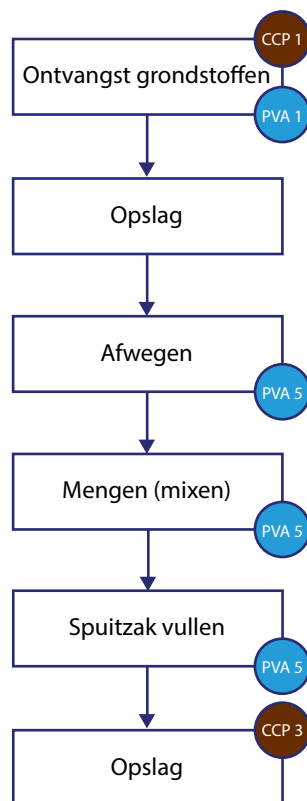 CCP 1
Ontvangst grondstoffen
PVA 1
Opslag
Afwegen
PVA 5
Mengen (mixen)
PVA 5
Spuitzak vullen
PVA 5
CCP 3
Opslag